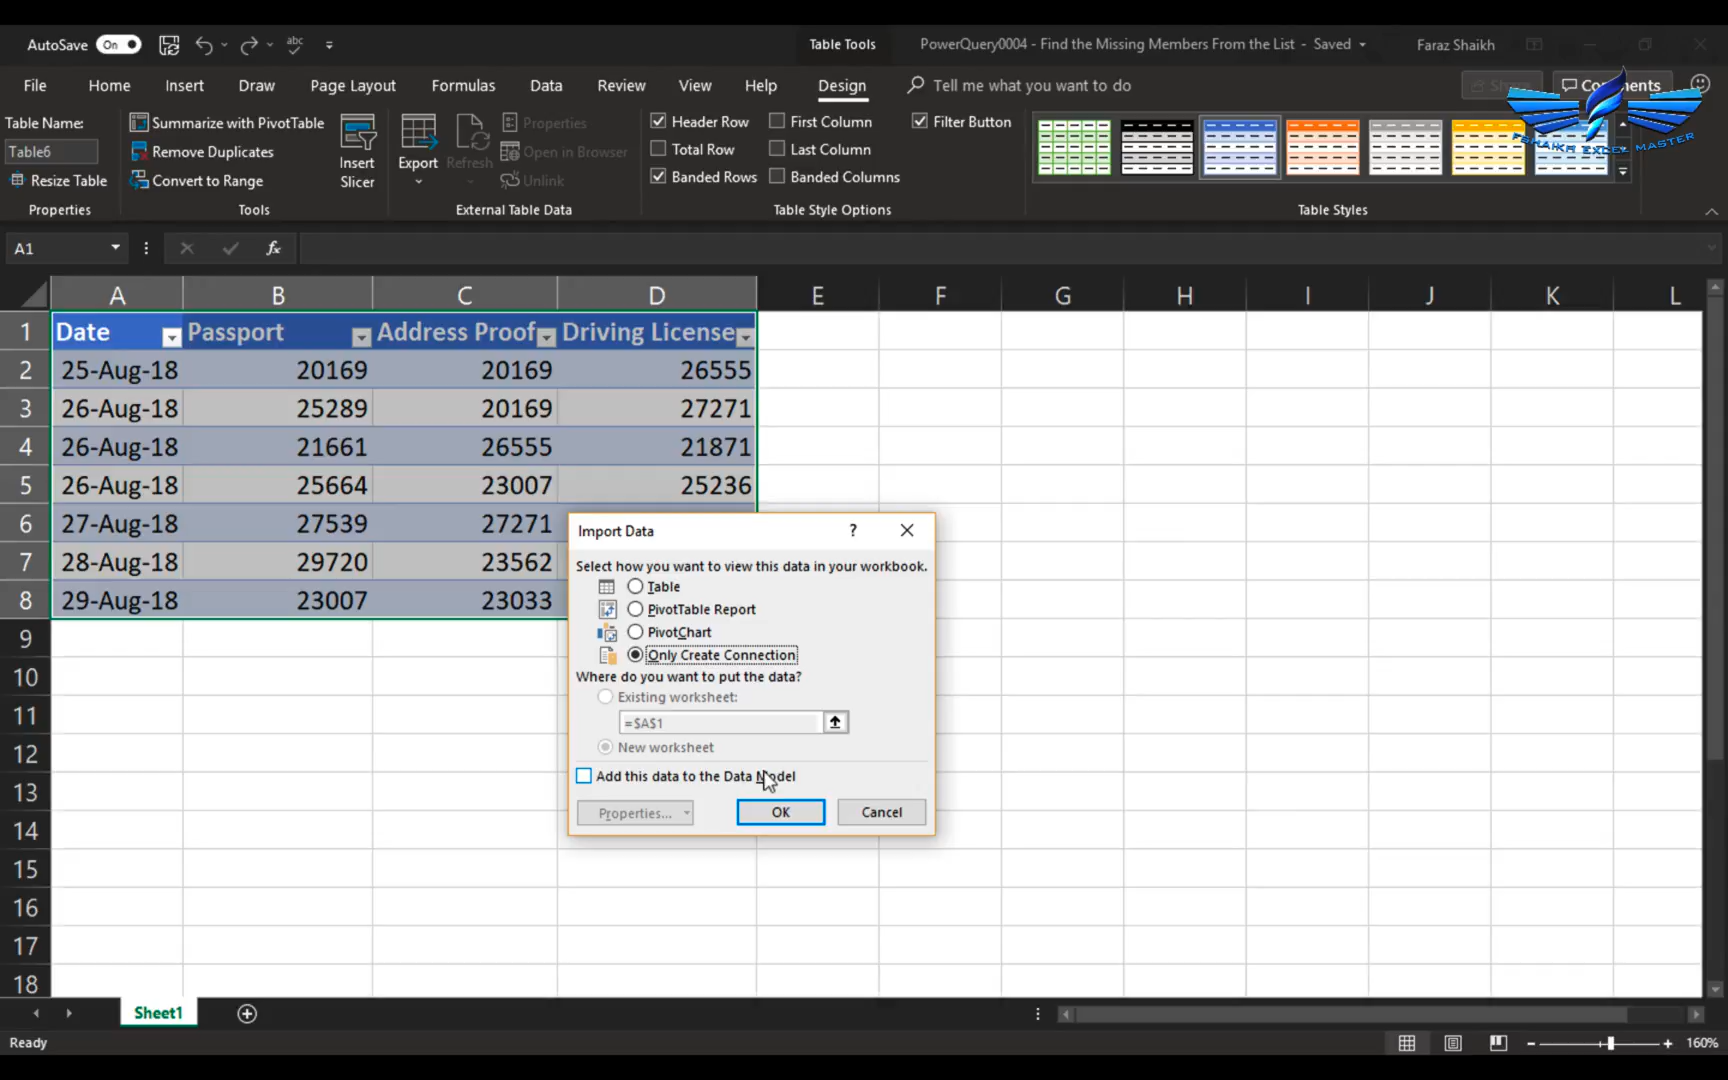 AutoSave On Table Tools PowerQuery0004 - Find the Missing Members From the List - Saved Faraz Shaikh
File Home Insert Draw Page Layout Formulas Data Review View Help Design Tell me what you want to do Comments
Table Name:
Table6
Resize Table
Properties
Summarize with PivotTable
Remove Duplicates
Convert to Range
Tools
Insert
Slicer
Export
Refresh
Properties
Open in Browser
Unlink
External Table Data
Header Row
Total Row
Banded Rows
First Column
Last Column
Banded Columns
Filter Button
Table Style Options
Table Styles
EXCEL MASTER
A1 fx
A B C D E F G H I J K L
1 Date Passport Address Proof Driving License
2 25-Aug-18 20169 20169 26555
3 26-Aug-18 25289 20169 27271
4 26-Aug-18 21661 26555 21871
5 26-Aug-18 25664 23007 25236
6 27-Aug-18 27539 27271
7 28-Aug-18 29720 23562
8 29-Aug-18 23007 23033
9
10
11
12
13
14
15
16
17
18
Import Data ?
Select how you want to view this data in your workbook.
Table
PivotTable Report
PivotChart
Only Create Connection
Where do you want to put the data?
Existing worksheet:
=$A$1
New worksheet
Add this data to the Data Model
Properties... OK Cancel
Sheet1
Ready 160%